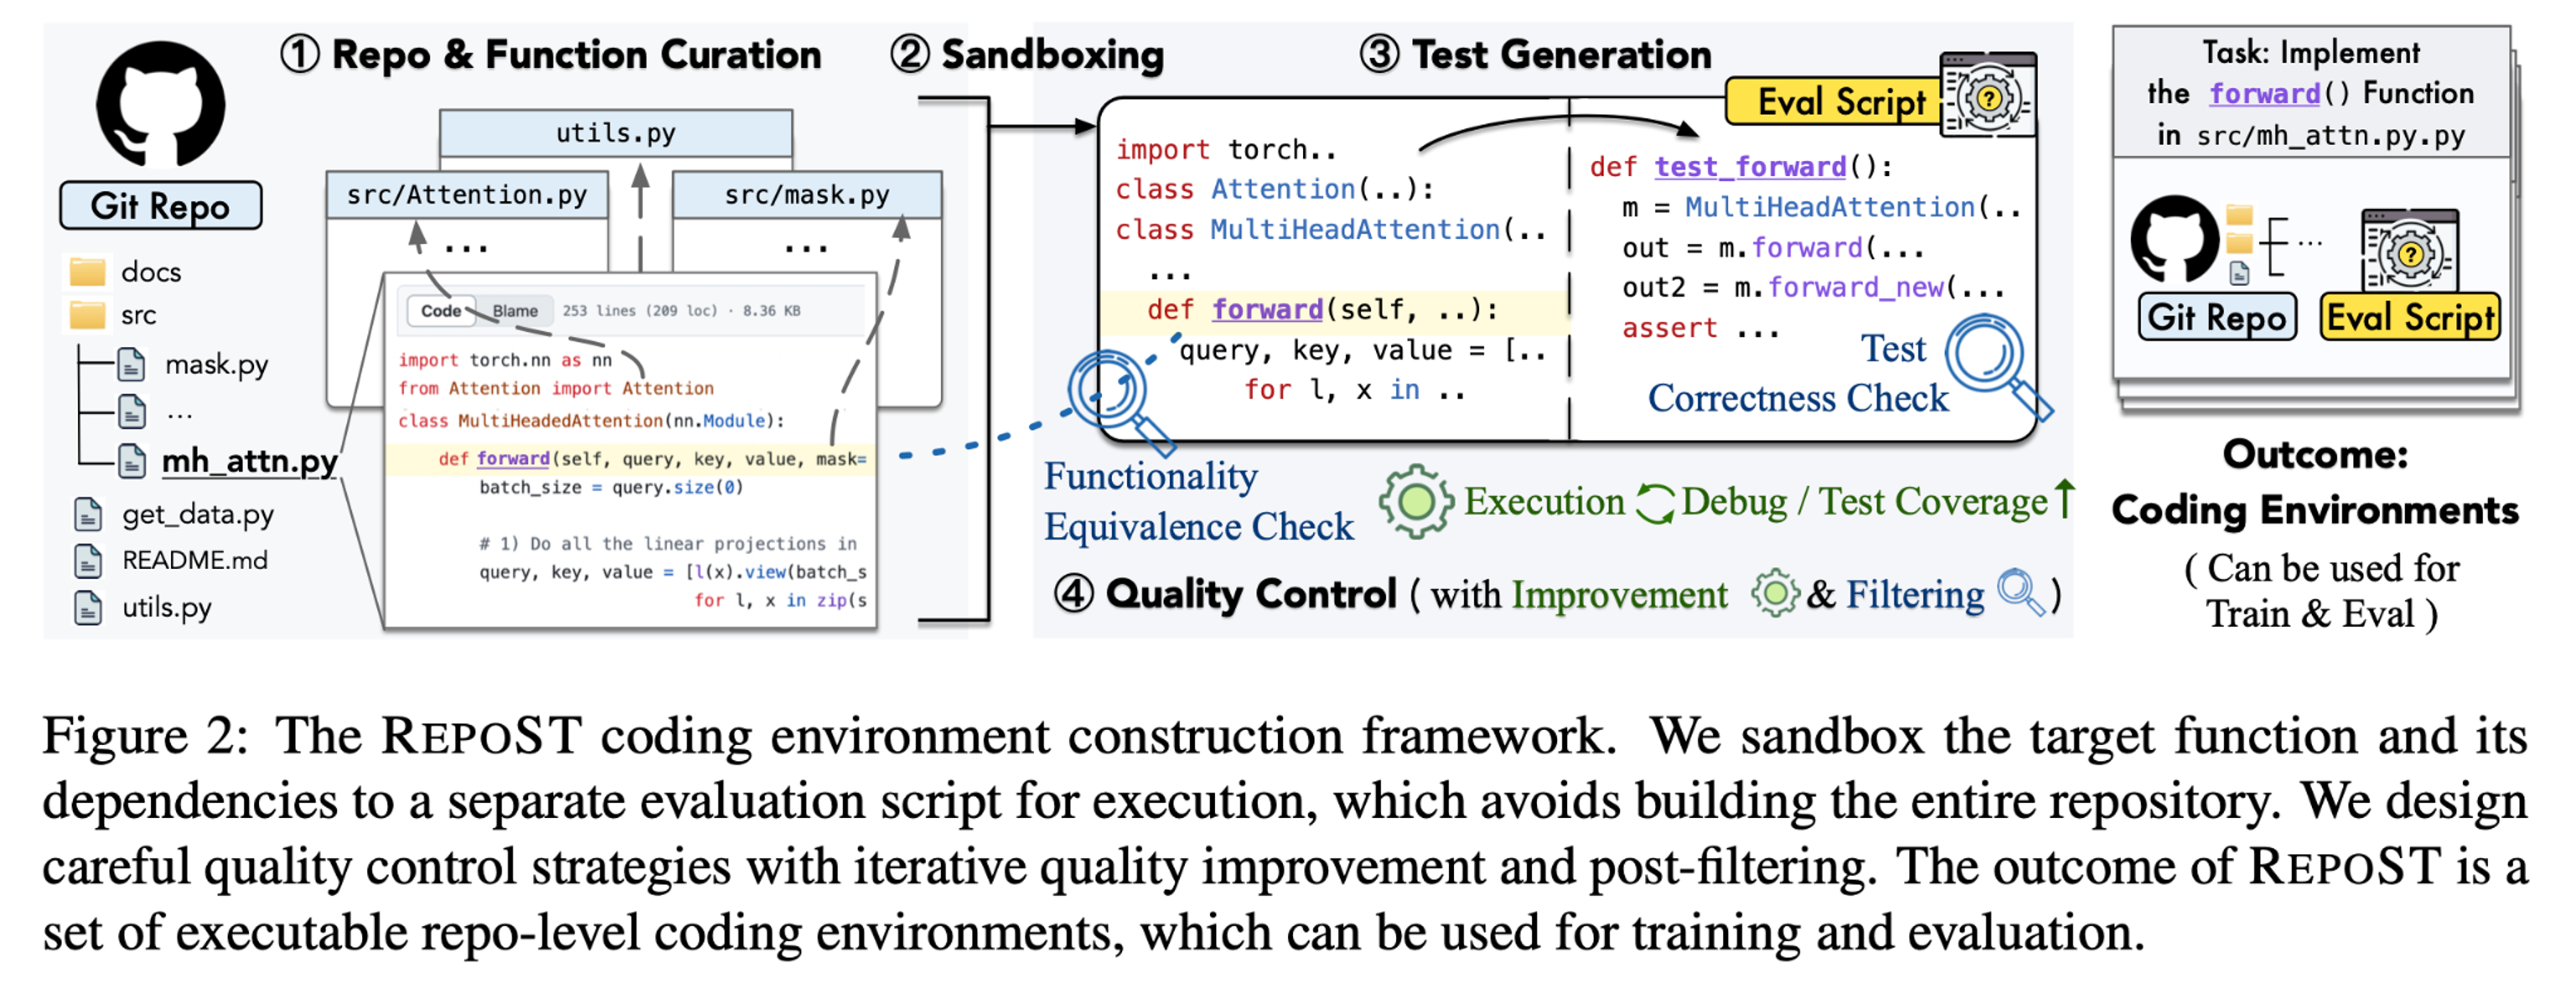 ① Repo & Function Curation
② Sandboxing
③ Test Generation
Git Repo
docs
src
mask.py
...
mh_attn.py
get_data.py
README.md
utils.py
utils.py
src/Attention.py
...
src/mask.py
...
Code Blame 253 lines (209 loc) · 8.36 KB
import torch.nn as nn
from Attention import Attention
class MultiHeadedAttention(nn.Module):
def forward(self, query, key, value, mask=
batch_size = query.size(0)
# 1) Do all the linear projections in
query, key, value = [l(x).view(batch_s
for l, x in zip(s
import torch..
class Attention(..):
class MultiHeadAttention(..
...
def forward(self, ..):
query, key, value = [..
for l, x in ..
Eval Script
?
def test_forward():
m = MultiHeadAttention(..
out = m.forward(...
out2 = m.forward_new(...
assert ...
Test
Correctness Check
Functionality
Equivalence Check
Execution Debug / Test Coverage↑
④ Quality Control ( with Improvement & Filtering )
Task: Implement
the forward() Function
in src/mh_attn.py.py
...
?
Git Repo
Eval Script
Outcome:
Coding Environments
( Can be used for
Train & Eval )
Figure 2: The REPOST coding environment construction framework. We sandbox the target function and its
dependencies to a separate evaluation script for execution, which avoids building the entire repository. We design
careful quality control strategies with iterative quality improvement and post-filtering. The outcome of REPOST is a
set of executable repo-level coding environments, which can be used for training and evaluation.